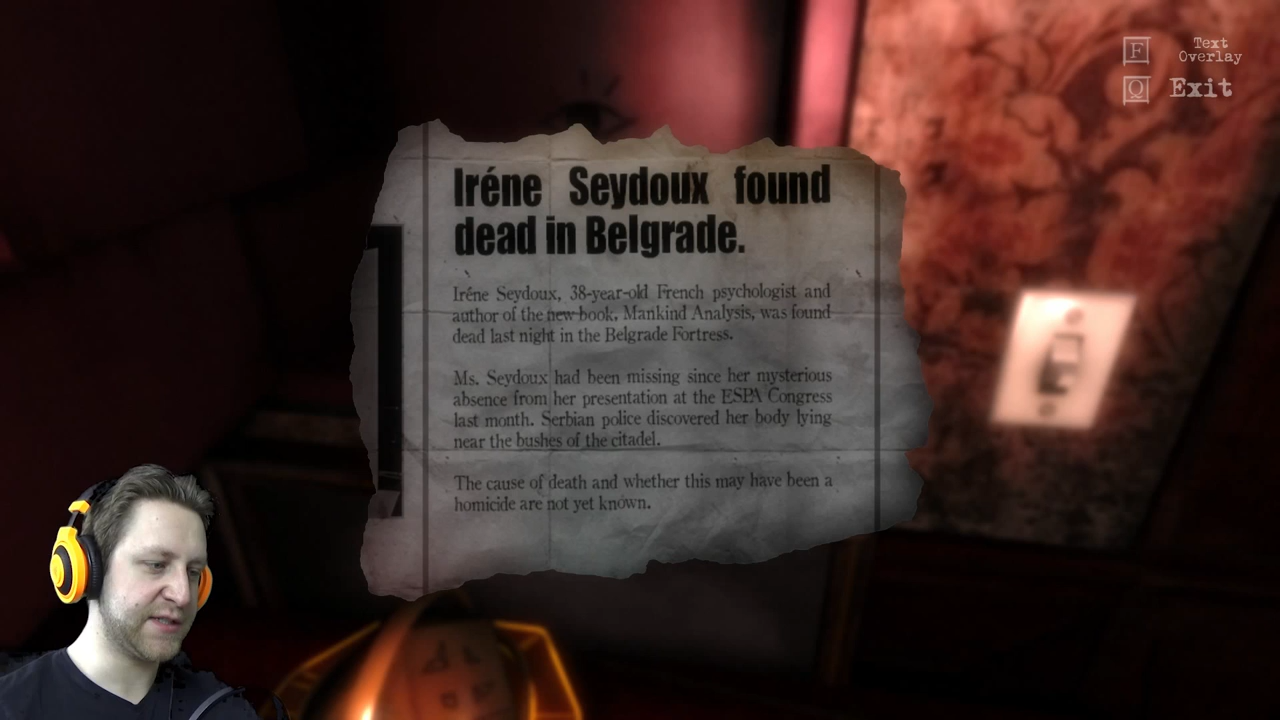 F Text
Overlay
Q Exit
Iréne Seydoux found
dead in Belgrade.
Iréne Seydoux, 38-year-old French psychologist and
author of the new book, Mankind Analysis, was found
dead last night in the Belgrade Fortress.
Ms. Seydoux had been missing since her mysterious
absence from her presentation at the ESPA Congress
last month. Serbian police discovered her body lying
near the bushes of the citadel.
The cause of death and whether this may have been a
homicide are not yet known.